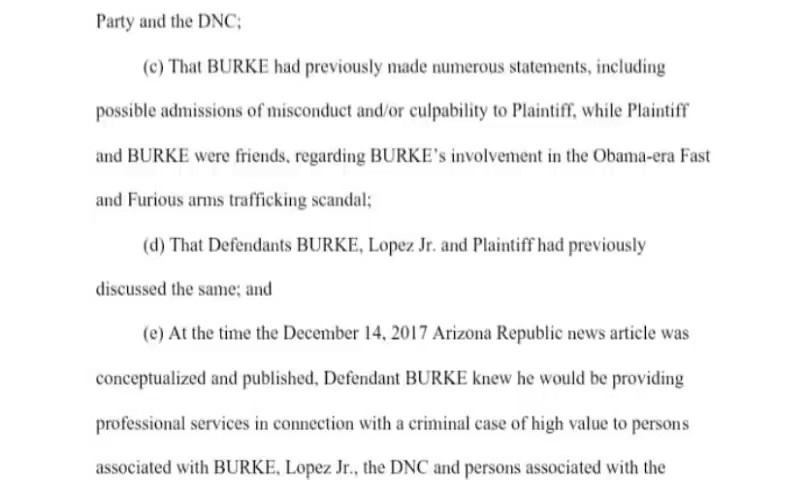 Party and the DNC;
(c) That BURKE had previously made numerous statements, including
possible admissions of misconduct and/or culpability to Plaintiff, while Plaintiff
and BURKE were friends, regarding BURKE's involvement in the Obama-era Fast
and Furious arms trafficking scandal;
(d) That Defendants BURKE, Lopez Jr. and Plaintiff had previously
discussed the same; and
(e) At the time the December 14, 2017 Arizona Republic news article was
conceptualized and published, Defendant BURKE knew he would be providing
professional services in connection with a criminal case of high value to persons
associated with BURKE, Lopez Jr., the DNC and persons associated with the